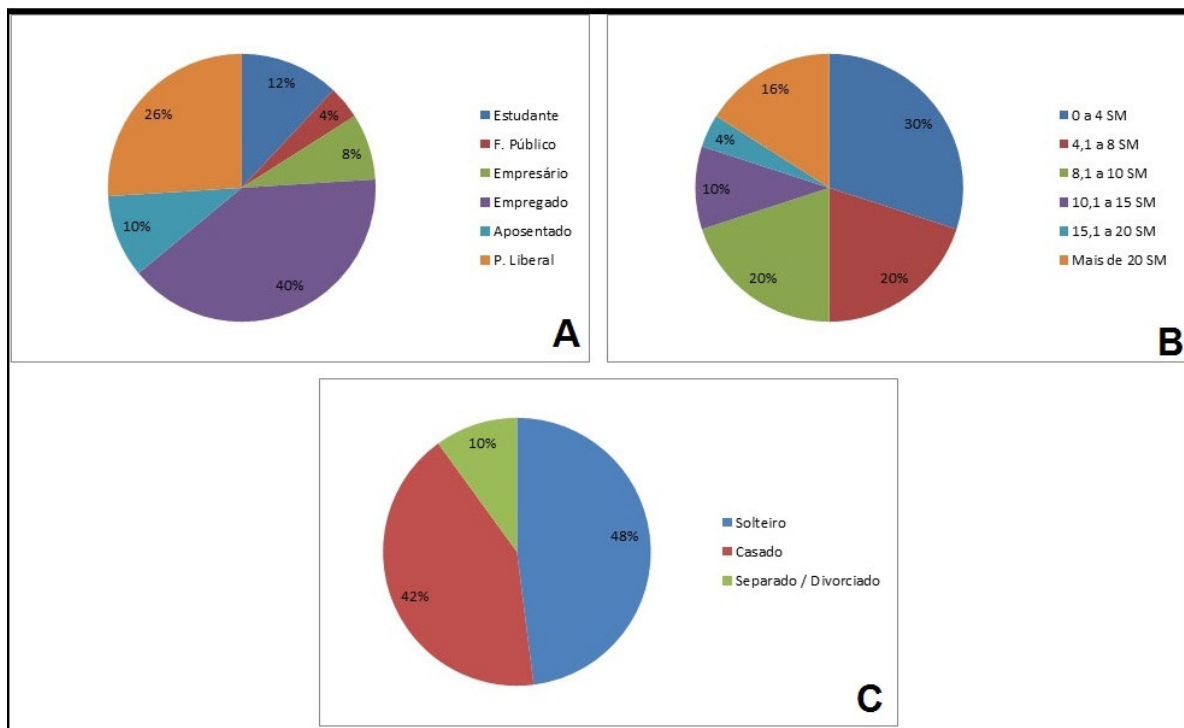 12%
4%
8%
40%
10%
26%
Estudante
F. Público
Empresário
Empregado
Aposentado
P. Liberal
A
30%
20%
20%
10%
4%
16%
0 a 4 SM
4,1 a 8 SM
8,1 a 10 SM
10,1 a 15 SM
15,1 a 20 SM
Mais de 20 SM
B
48%
42%
10%
Solteiro
Casado
Separado / Divorciado
C